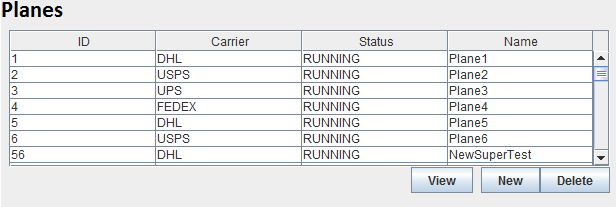 Planes
ID Carrier Status Name
1 DHL RUNNING Plane1
2 USPS RUNNING Plane2
3 UPS RUNNING Plane3
4 FEDEX RUNNING Plane4
5 DHL RUNNING Plane5
6 USPS RUNNING Plane6
56 DHL RUNNING NewSuperTest
View New Delete